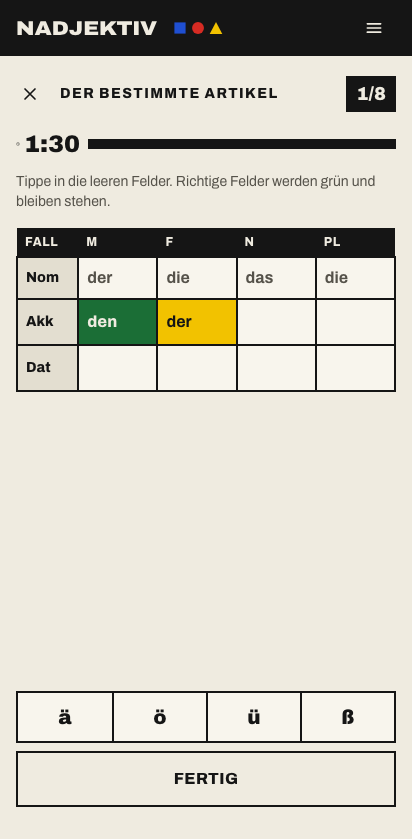 NADJEKTIV
DER BESTIMMTE ARTIKEL
1/8
1:30
Tippe in die leeren Felder. Richtige Felder werden grün und
bleiben stehen.
FALL M F N PL
Nom der die das die
Akk den der
Dat
ä ö ü ß
FERTIG